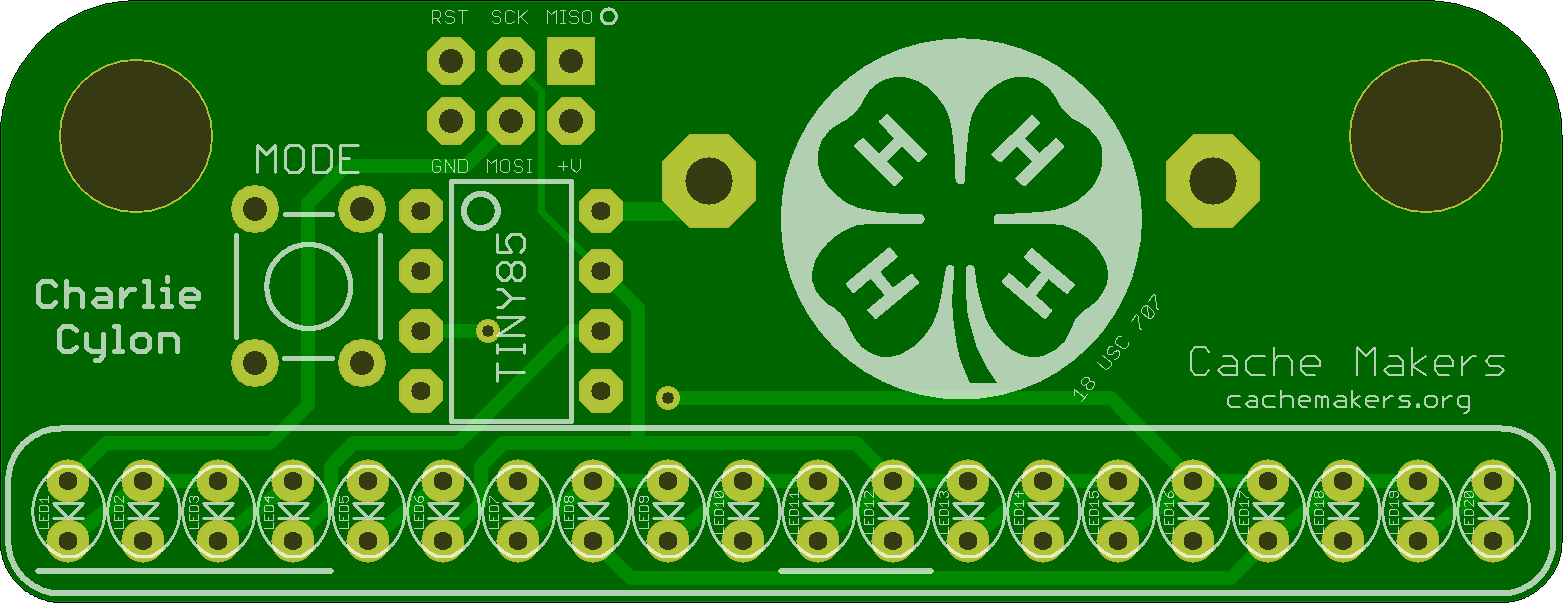 RST SCK MISO
GND MOSI +V
MODE
TINY85
Charlie
Cylon
H H
H H
18 USC 707
Cache Makers
cachemakers.org
LED1 LED2 LED3 LED4 LED5 LED6 LED7 LED8 LED9 LED10 LED11 LED12 LED13 LED14 LED15 LED16 LED17 LED18 LED19 LED20